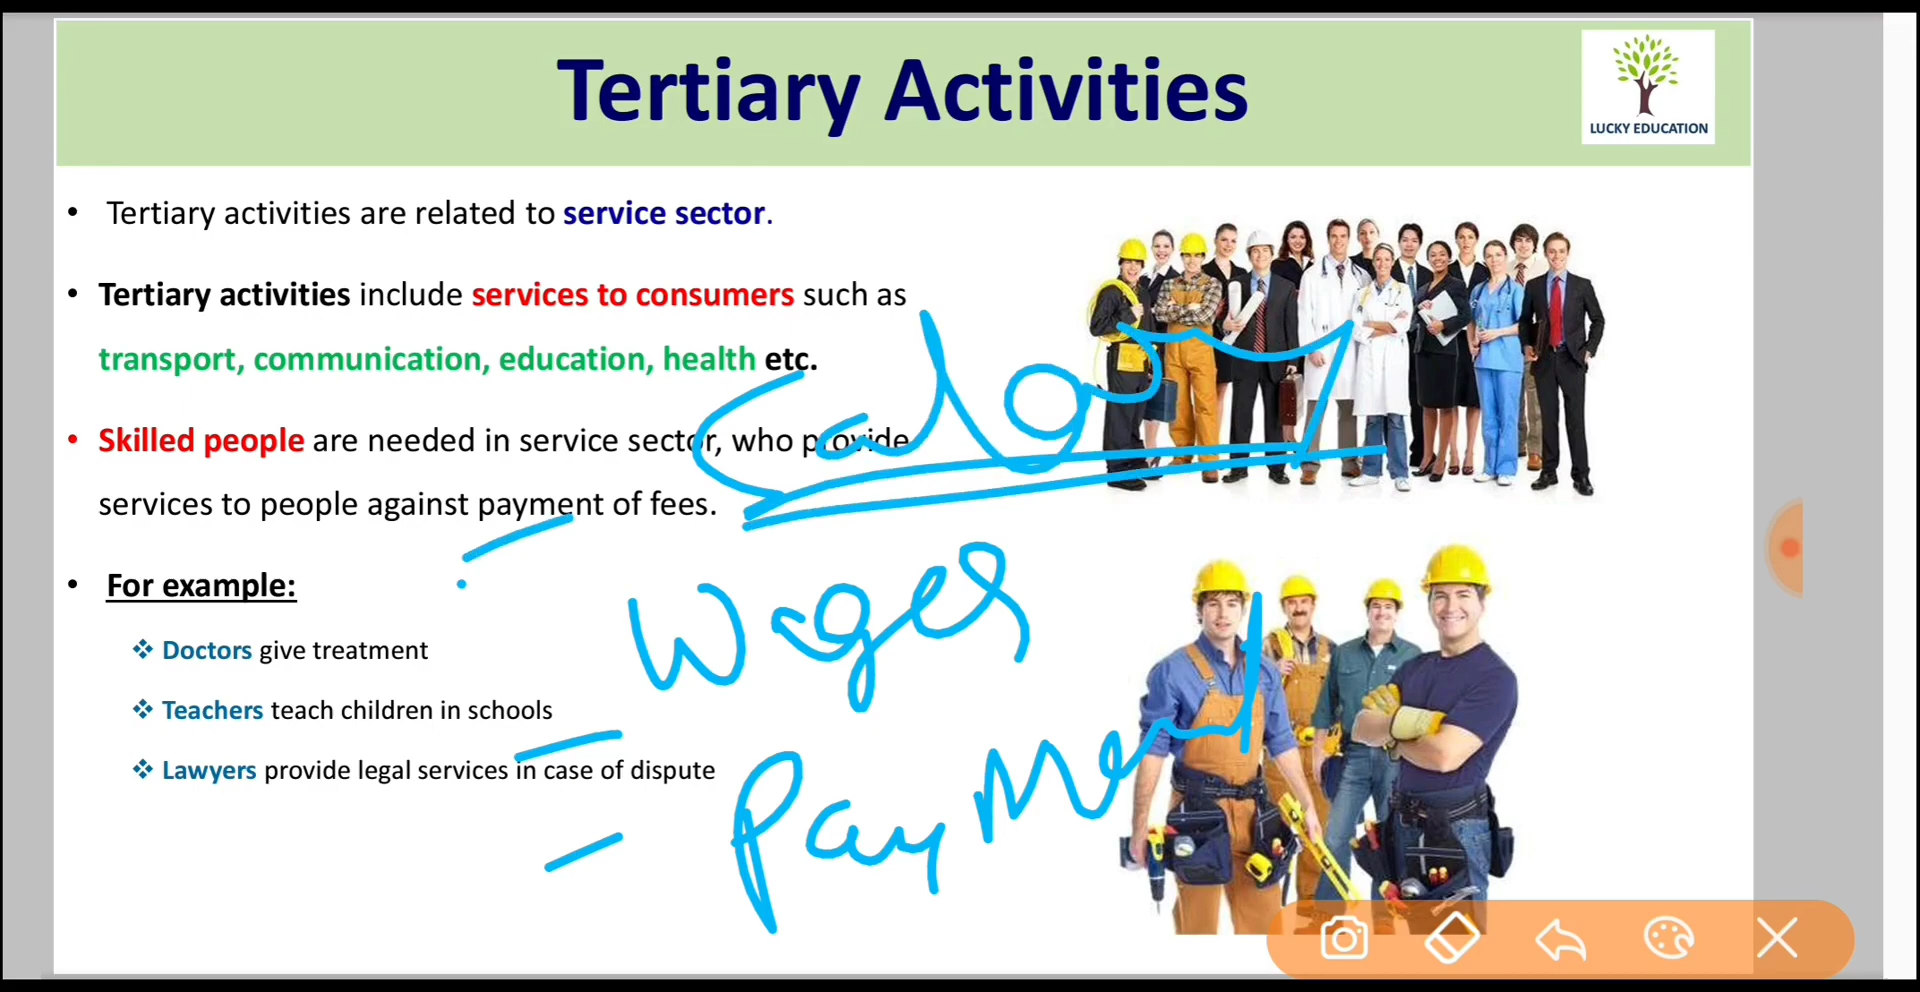 Tertiary Activities
LUCKY EDUCATION
• Tertiary activities are related to service sector.
• Tertiary activities include services to consumers such as
transport, communication, education, health etc.
• Skilled people are needed in service sector, who provide
services to people against payment of fees.
• For example:
❖ Doctors give treatment
❖ Teachers teach children in schools
❖ Lawyers provide legal services in case of dispute
Wages
Payment